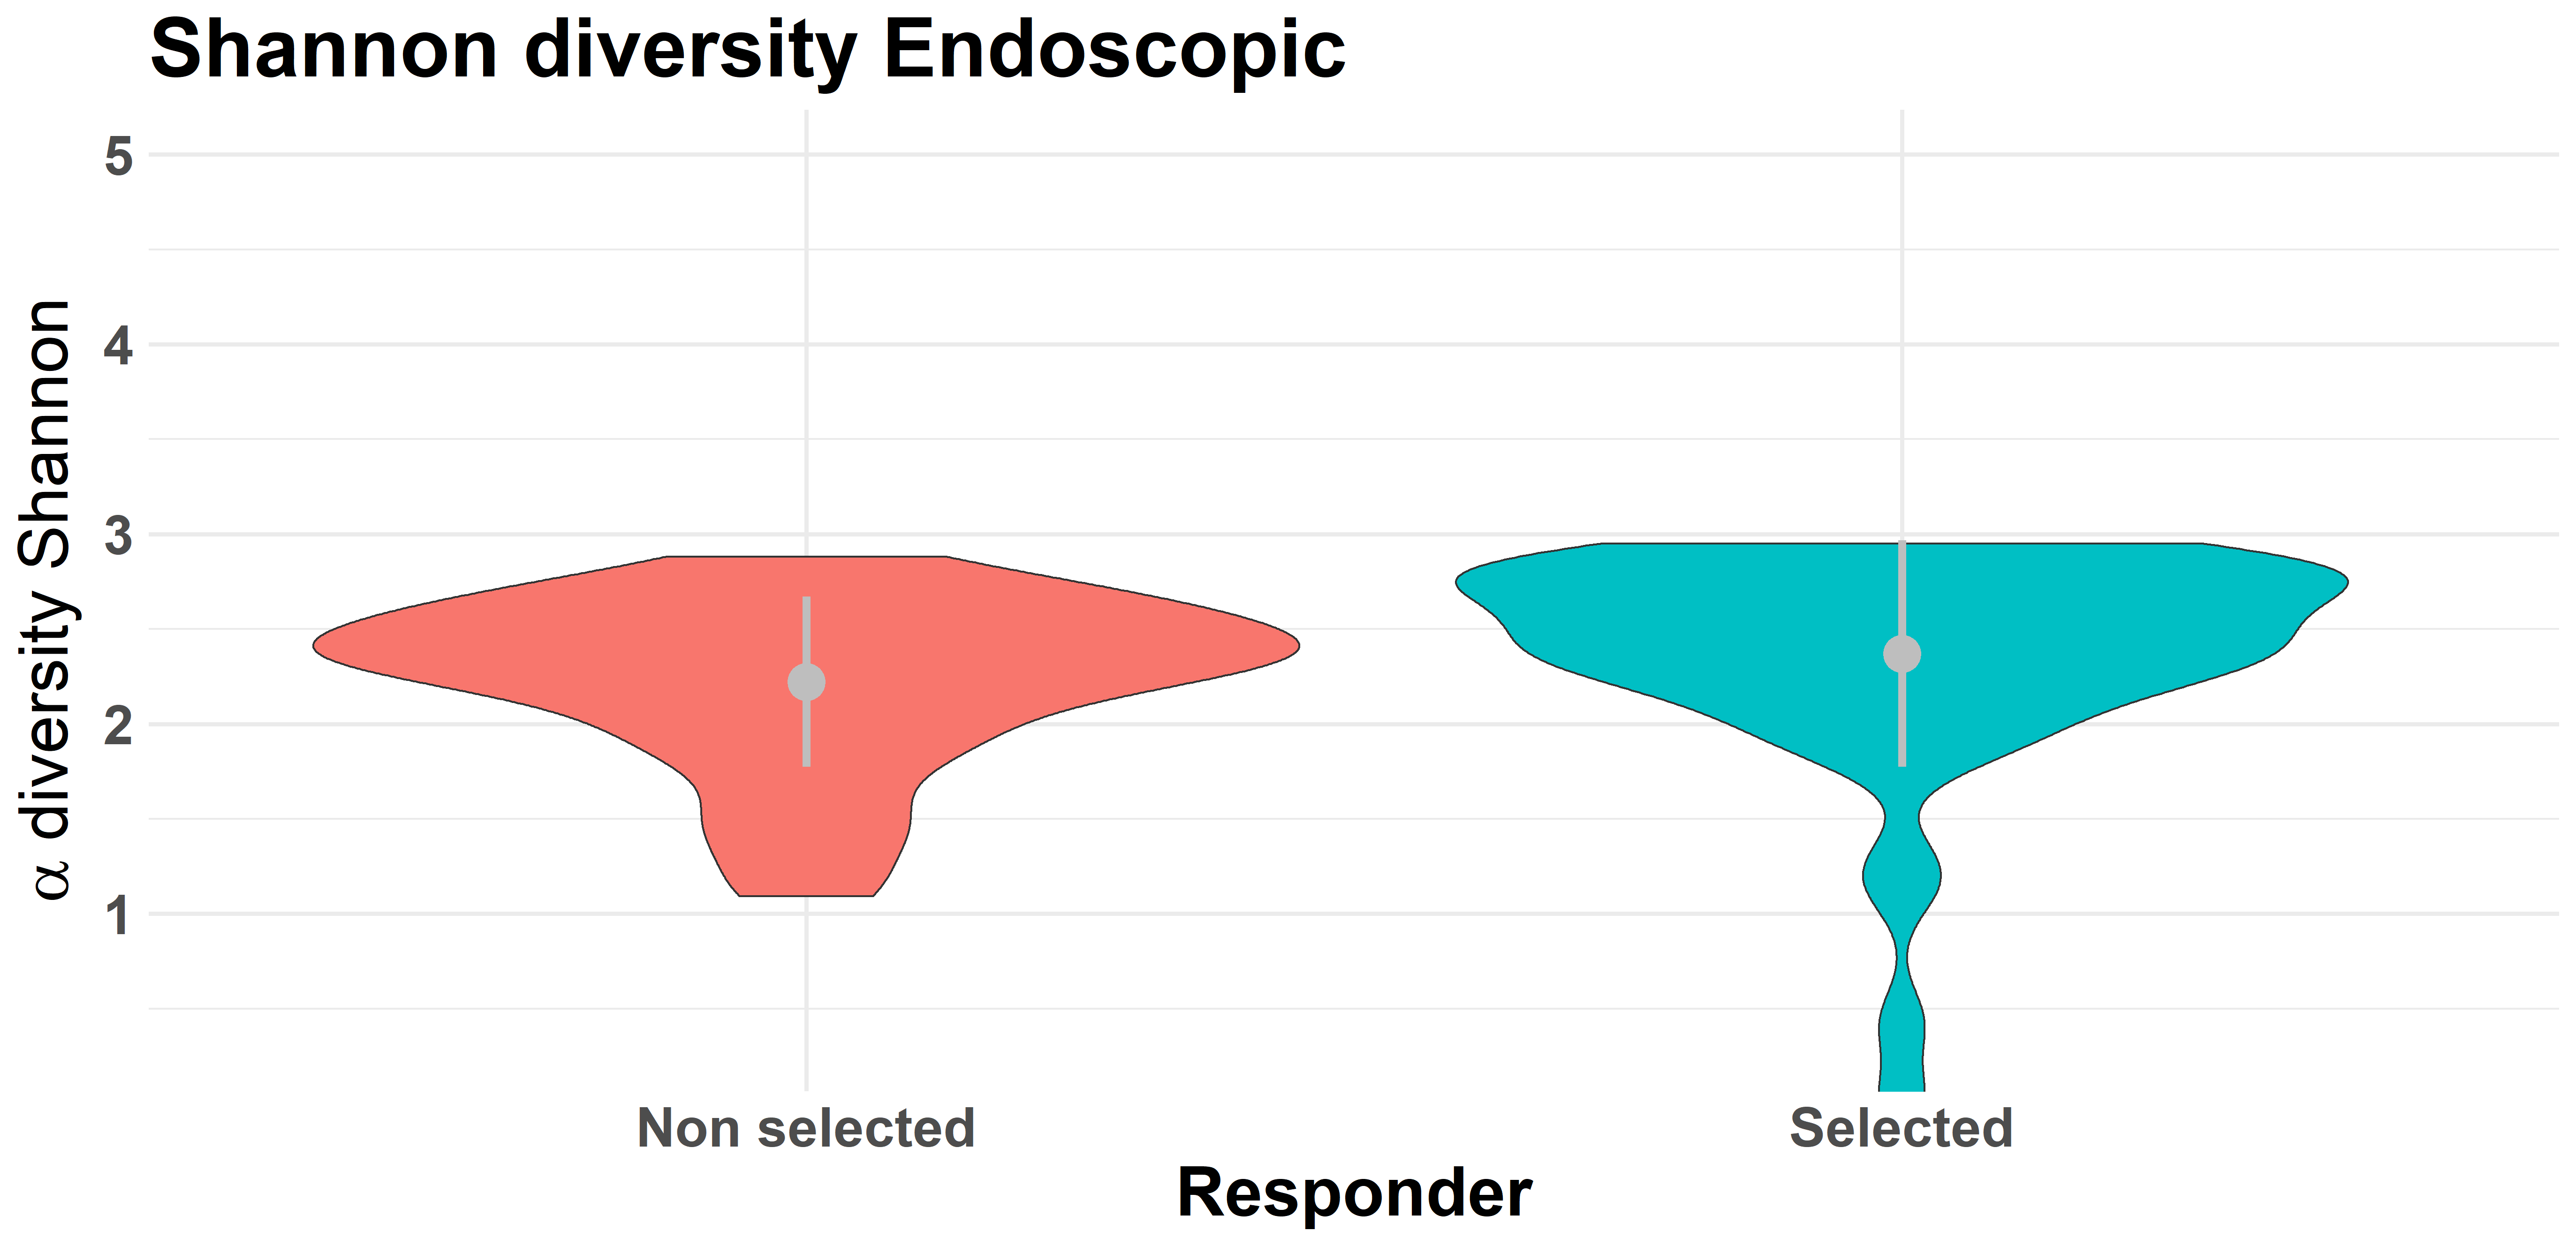 Shannon diversity Endoscopic
α diversity Shannon
5
4
3
2
1
Non selected
Selected
Responder